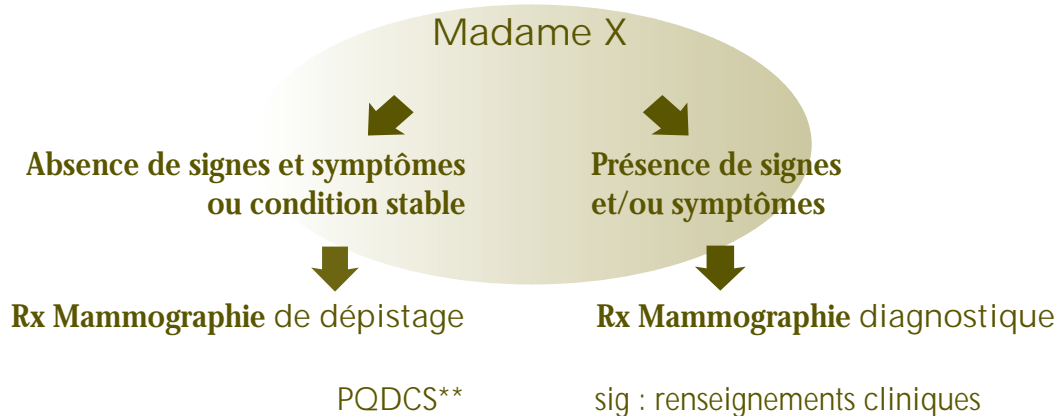 Madame X
Absence de signes et symptômes
ou condition stable
Présence de signes
et/ou symptômes
Rx Mammographie de dépistage
Rx Mammographie diagnostique
PQDCS**
sig : renseignements cliniques